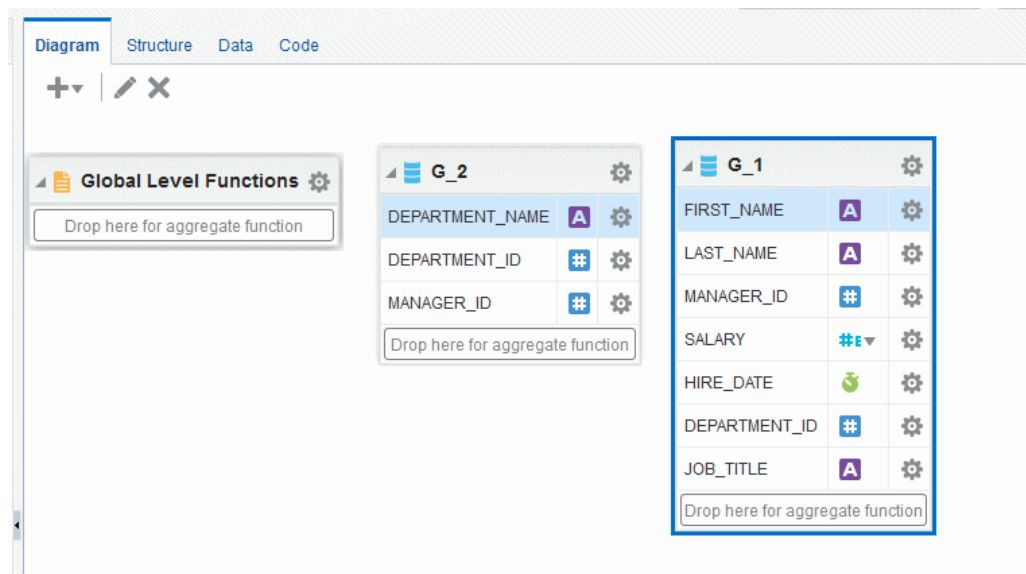 Diagram Structure Data Code
Global Level Functions
Drop here for aggregate function
G_2
DEPARTMENT_NAME A
DEPARTMENT_ID #
MANAGER_ID #
Drop here for aggregate function
G_1
FIRST_NAME A
LAST_NAME A
MANAGER_ID #
SALARY #E
HIRE_DATE
DEPARTMENT_ID #
JOB_TITLE A
Drop here for aggregate function